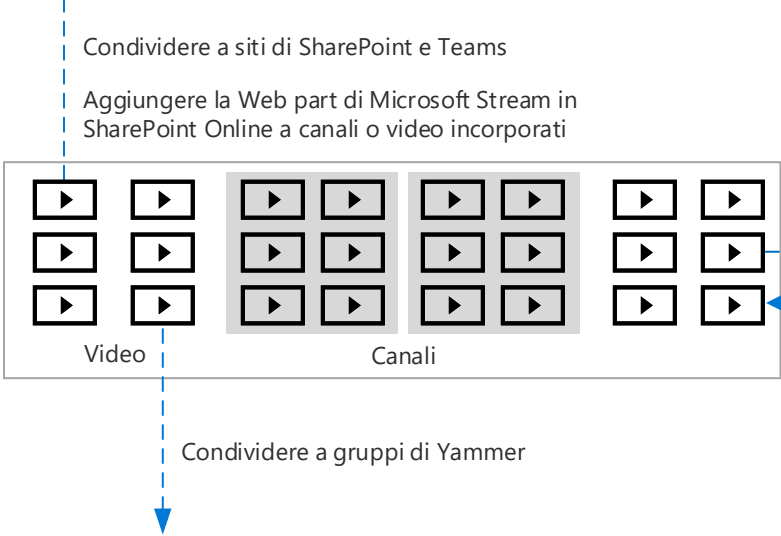 Condividere a siti di SharePoint e Teams
Aggiungere la Web part di Microsoft Stream in
SharePoint Online a canali o video incorporati
Video
Canali
Condividere a gruppi di Yammer